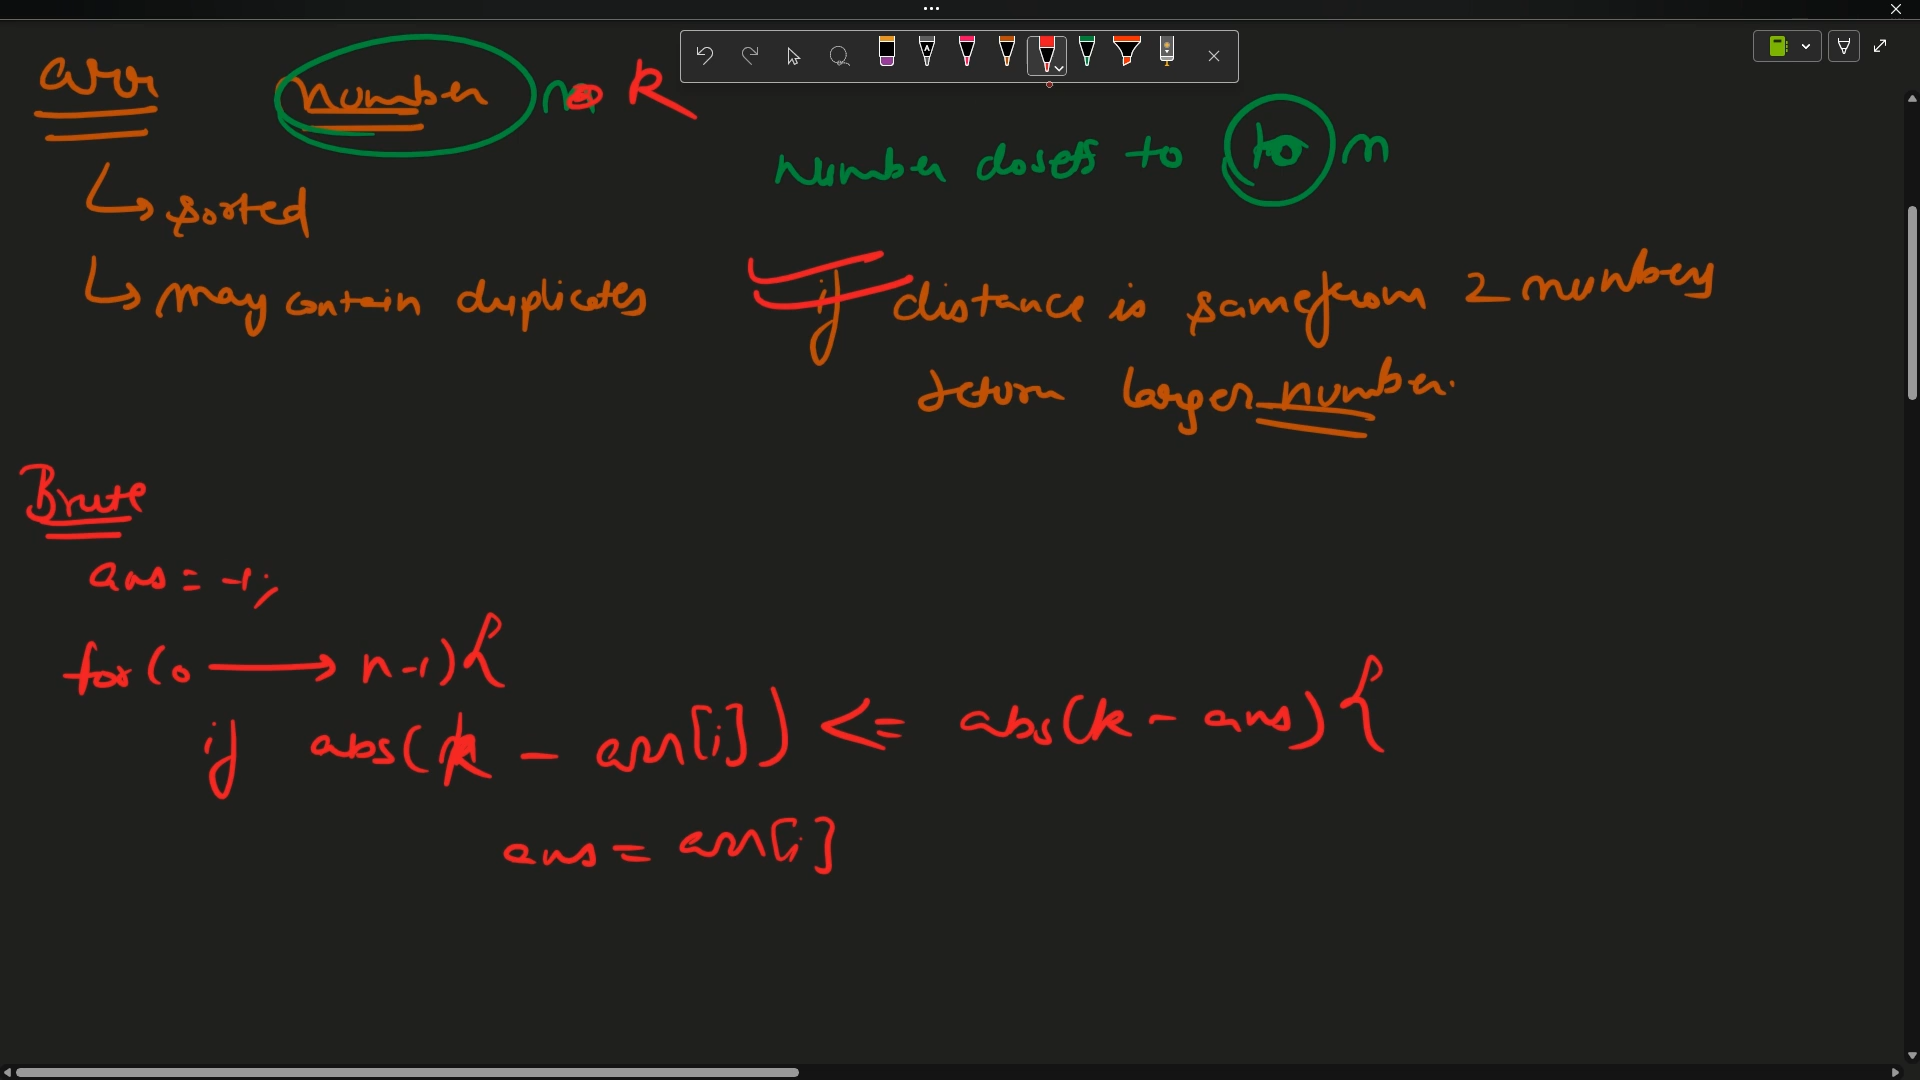 arr number K
Number closest to to n
↳ sorted
↳ may contain duplicates
if distance is same from 2 numbers
return larger number.
Brute
ans = -1;
for (0 ⟶ n-1){
if abs(k - arr[i]) <= abs(k - ans){
ans = arr[i]